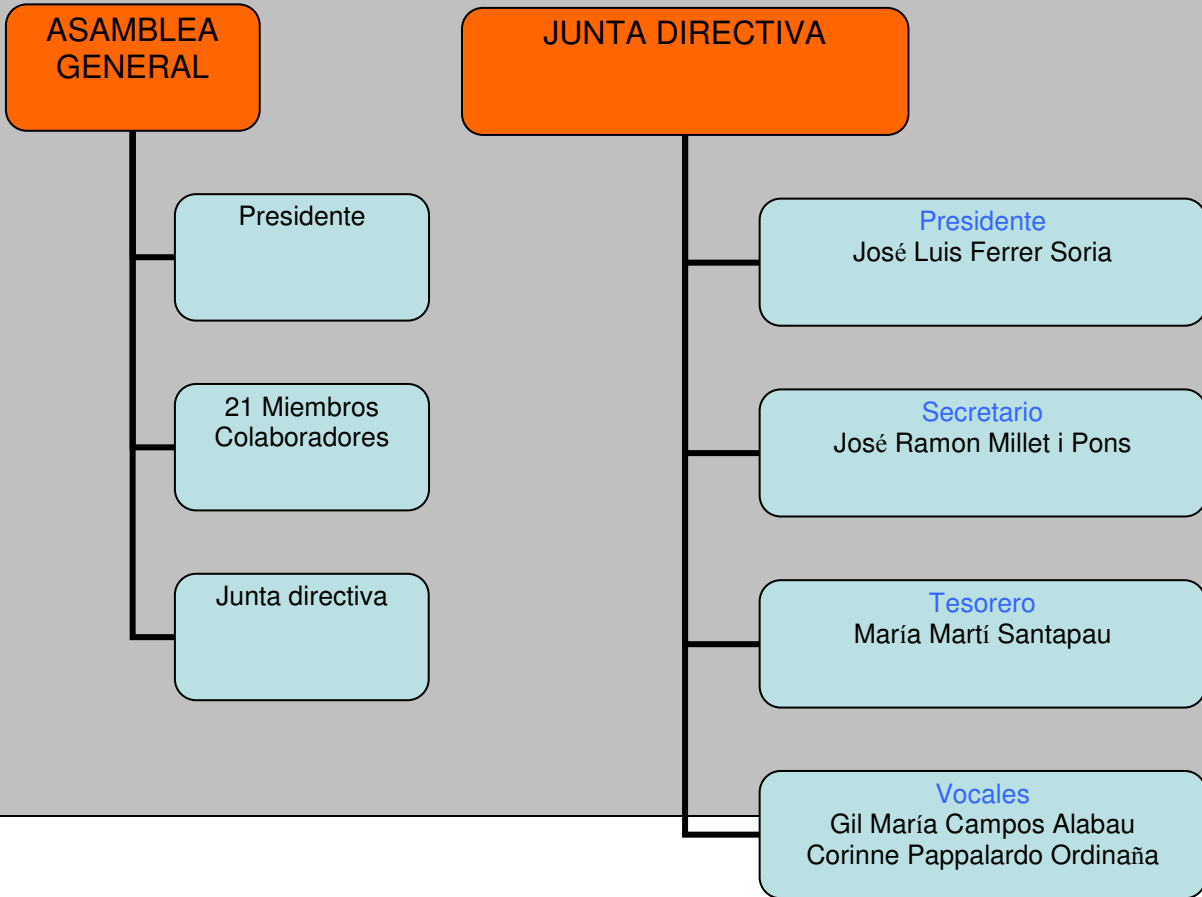 ASAMBLEA
GENERAL
Presidente
21 Miembros
Colaboradores
Junta directiva
JUNTA DIRECTIVA
Presidente
José Luis Ferrer Soria
Secretario
José Ramon Millet i Pons
Tesorero
María Martí Santapau
Vocales
Gil María Campos Alabau
Corinne Pappalardo Ordinaña